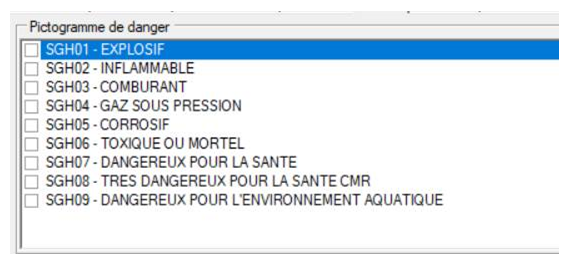 Pictogramme de danger
SGH01 - EXPLOSIF
SGH02 - INFLAMMABLE
SGH03 - COMBURANT
SGH04 - GAZ SOUS PRESSION
SGH05 - CORROSIF
SGH06 - TOXIQUE OU MORTEL
SGH07 - DANGEREUX POUR LA SANTE
SGH08 - TRES DANGEREUX POUR LA SANTE CMR
SGH09 - DANGEREUX POUR L'ENVIRONNEMENT AQUATIQUE